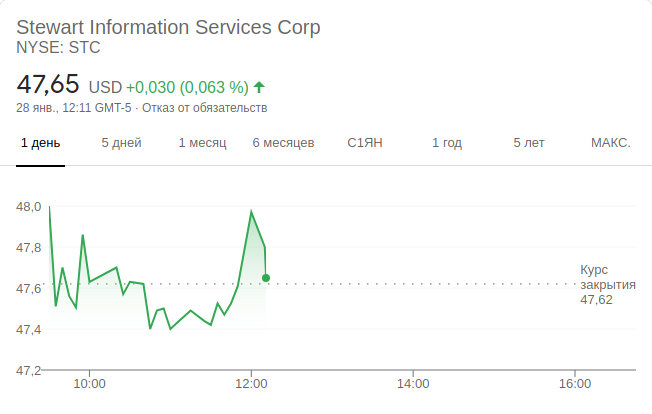 Stewart Information Services Corp
NYSE: STC
47,65 USD +0,030 (0,063 %)
28 янв., 12:11 GMT-5 · Отказ от обязательств
1 день 5 дней 1 месяц 6 месяцев С1ЯН 1 год 5 лет МАКС.
48,0
47,8
Курс
закрытия
47,62
47,6
47,4
47,2
10:00 12:00 14:00 16:00